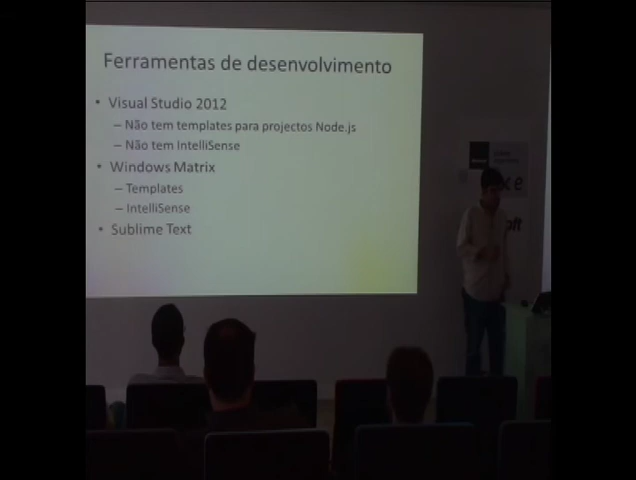 Ferramentas de desenvolvimento
• Visual Studio 2012
– Não tem templates para projectos Node.js
– Não tem IntelliSense
• Windows Matrix
– Templates
– IntelliSense
• Sublime Text